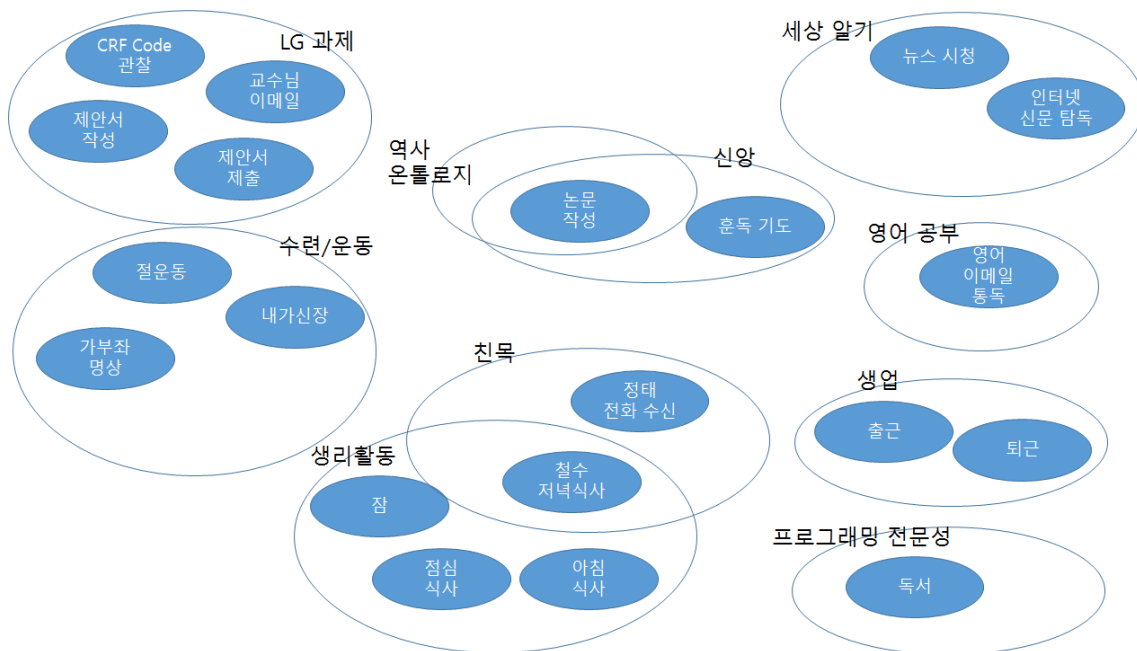 LG 과제
CRF Code
관찰
교수님
이메일
제안서
작성
제안서
제출
세상 알기
뉴스 시청
인터넷
신문 탐독
역사
온톨로지
신앙
논문
작성
훈독 기도
수련/운동
절운동
내가신장
가부좌
명상
영어 공부
영어
이메일
통독
친목
정태
전화 수신
생리활동
철수
저녁식사
잠
점심
식사
아침
식사
생업
출근
퇴근
프로그래밍 전문성
독서